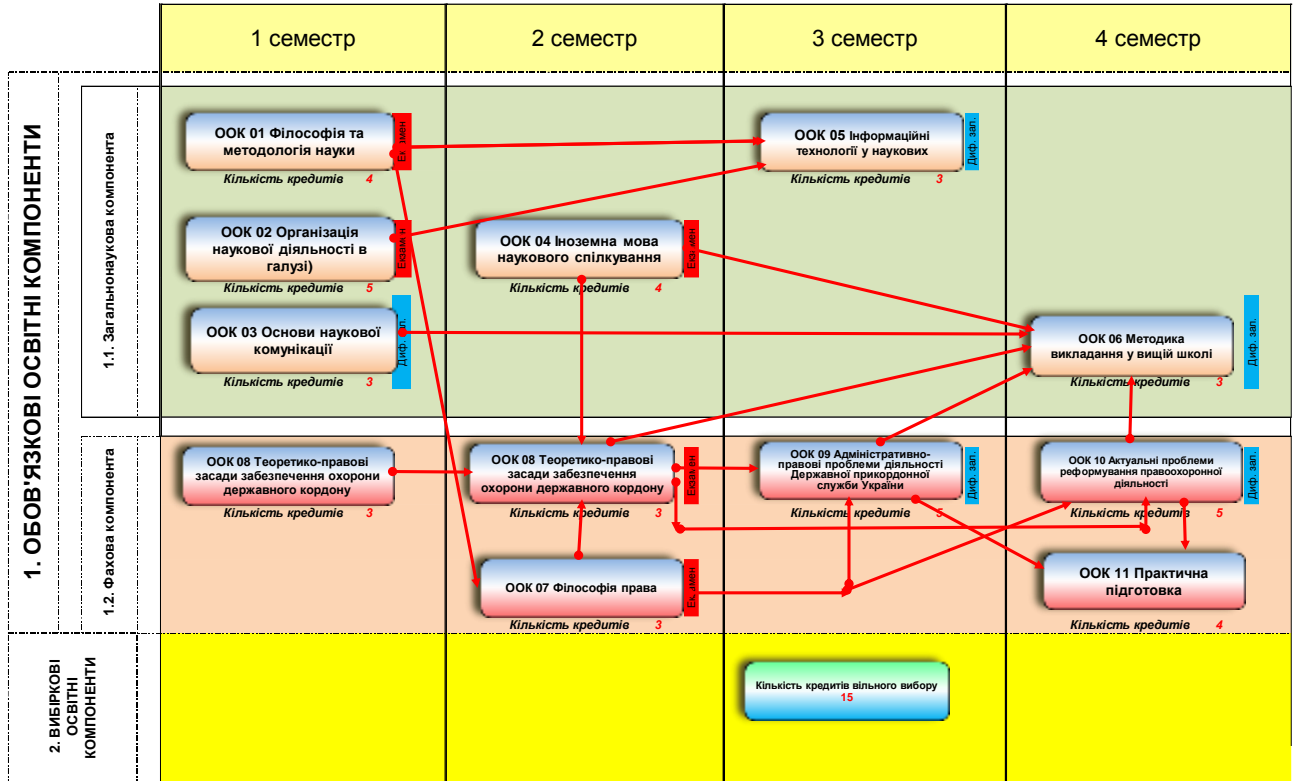 1 семестр
2 семестр
3 семестр
4 семестр
1. ОБОВ'ЯЗКОВІ ОСВІТНІ КОМПОНЕНТИ
1.1. Загальнонаукова компонента
ООК 01 Філософія та
методологія науки
Кількість кредитів 4
ООК 05 Інформаційні
технології у наукових
Диф. зал.
Кількість кредитів 3
ООК 02 Організація
наукової діяльності в
галузі)
Екзамен
Кількість кредитів 5
ООК 04 Іноземна мова
наукового спілкування
Кількість кредитів 4
ООК 03 Основи наукової
комунікації
Диф. зал.
Кількість кредитів 3
ООК 06 Методика
викладання у вищій школі
Диф. зал.
Кількість кредитів 3
1.2. Фахова компонента
ООК 08 Теоретико-правові
засади забезпечення охорони
державного кордону
Кількість кредитів 3
ООК 08 Теоретико-правові
засади забезпечення
охорони державного кордону
Екзамен
Кількість кредитів 3
ООК 09 Адміністративно-
правові проблеми діяльності
Державної прикордонної
служби України
Диф. зал.
Кількість кредитів 5
ООК 10 Актуальні проблеми
реформування правоохоронної
діяльності
Диф. зал.
Кількість кредитів 5
ООК 07 Філософія права
Кількість кредитів 3
ООК 11 Практична
підготовка
Кількість кредитів 4
2. ВИБІРКОВІ
ОСВІТНІ
КОМПОНЕНТИ
Кількість кредитів вільного вибору
15